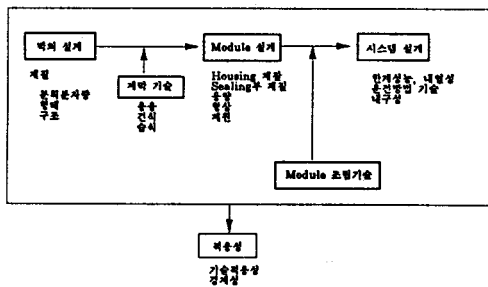 막의 설계
Module 설계
시스템 설계
재질
분획분자량
형태
구조
제막 기술
용융
건식
습식
Housing 재질
Sealing부 재질
용량
형상
차원
한계성능, 내열성
운전방법 기술
내구성
Module 조립기술
적용성
기술적용성
경제성